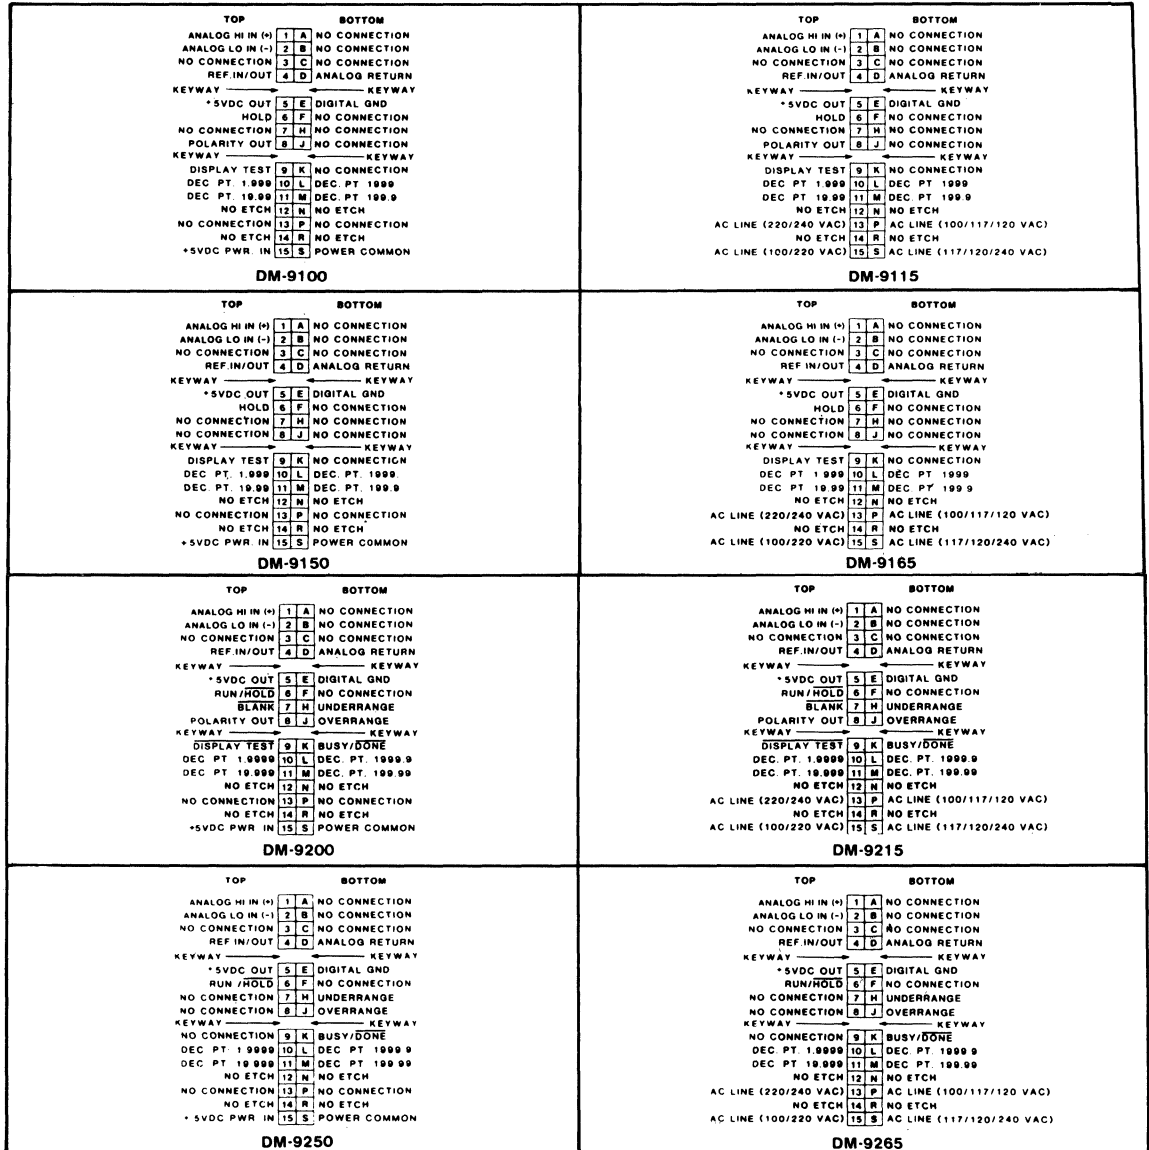 TOP BOTTOM
ANALOG HI IN (+) 1 A NO CONNECTION
ANALOG LO IN (-) 2 B NO CONNECTION
NO CONNECTION 3 C NO CONNECTION
REF.IN/OUT 4 D ANALOG RETURN
KEYWAY KEYWAY
+5VDC OUT 5 E DIGITAL GND
HOLD 6 F NO CONNECTION
NO CONNECTION 7 H NO CONNECTION
POLARITY OUT 8 J NO CONNECTION
KEYWAY KEYWAY
DISPLAY TEST 9 K NO CONNECTION
DEC PT. 1.999 10 L DEC. PT 1999
DEC PT. 19.99 11 M DEC. PT 199.9
NO ETCH 12 N NO ETCH
NO CONNECTION 13 P NO CONNECTION
NO ETCH 14 R NO ETCH
+5VDC PWR. IN 15 S POWER COMMON
DM-9100
TOP BOTTOM
ANALOG HI IN (+) 1 A NO CONNECTION
ANALOG LO IN (-) 2 B NO CONNECTION
NO CONNECTION 3 C NO CONNECTION
REF.IN/OUT 4 D ANALOG RETURN
KEYWAY KEYWAY
+5VDC OUT 5 E DIGITAL GND
HOLD 6 F NO CONNECTION
NO CONNECTION 7 H NO CONNECTION
POLARITY OUT 8 J NO CONNECTION
KEYWAY KEYWAY
DISPLAY TEST 9 K NO CONNECTION
DEC PT. 1.999 10 L DEC PT 1999
DEC PT. 19.99 11 M DEC. PT 199.9
NO ETCH 12 N NO ETCH
AC LINE (220/240 VAC) 13 P AC LINE (100/117/120 VAC)
NO ETCH 14 R NO ETCH
AC LINE (100/220 VAC) 15 S AC LINE (117/120/240 VAC)
DM-9115
TOP BOTTOM
ANALOG HI IN (+) 1 A NO CONNECTION
ANALOG LO IN (-) 2 B NO CONNECTION
NO CONNECTION 3 C NO CONNECTION
REF.IN/OUT 4 D ANALOG RETURN
KEYWAY KEYWAY
+5VDC OUT 5 E DIGITAL GND
HOLD 6 F NO CONNECTION
NO CONNECTION 7 H NO CONNECTION
NO CONNECTION 8 J NO CONNECTION
KEYWAY KEYWAY
DISPLAY TEST 9 K NO CONNECTION
DEC PT. 1.999 10 L DEC. PT. 1999.
DEC. PT. 19.99 11 M DEC. PT. 199.9
NO ETCH 12 N NO ETCH
NO CONNECTION 13 P NO CONNECTION
NO ETCH 14 R NO ETCH
+5VDC PWR. IN 15 S POWER COMMON
DM-9150
TOP BOTTOM
ANALOG HI IN (+) 1 A NO CONNECTION
ANALOG LO IN (-) 2 B NO CONNECTION
NO CONNECTION 3 C NO CONNECTION
REF IN/OUT 4 D ANALOG RETURN
KEYWAY KEYWAY
+5VDC OUT 5 E DIGITAL GND
HOLD 6 F NO CONNECTION
NO CONNECTION 7 H NO CONNECTION
NO CONNECTION 8 J NO CONNECTION
KEYWAY KEYWAY
DISPLAY TEST 9 K NO CONNECTION
DEC PT 1 999 10 L DEC PT 1999
DEC PT 19.99 11 M DEC PT 199 9
NO ETCH 12 N NO ETCH
AC LINE (220/240 VAC) 13 P AC LINE (100/117/120 VAC)
NO ETCH 14 R NO ETCH
AC LINE (100/220 VAC) 15 S AC LINE (117/120/240 VAC)
DM-9165
TOP BOTTOM
ANALOG HI IN (+) 1 A NO CONNECTION
ANALOG LO IN (-) 2 B NO CONNECTION
NO CONNECTION 3 C NO CONNECTION
REF.IN/OUT 4 D ANALOG RETURN
KEYWAY KEYWAY
+5VDC OUT 5 E DIGITAL GND
RUN/HOLD 6 F NO CONNECTION
BLANK 7 H UNDERRANGE
POLARITY OUT 8 J OVERRANGE
KEYWAY KEYWAY
DISPLAY TEST 9 K BUSY/DONE
DEC PT 1.9999 10 L DEC. PT. 1999.9
DEC PT 19.999 11 M DEC. PT. 199.99
NO ETCH 12 N NO ETCH
NO CONNECTION 13 P NO CONNECTION
NO ETCH 14 R NO ETCH
+5VDC PWR IN 15 S POWER COMMON
DM-9200
TOP BOTTOM
ANALOG HI IN (+) 1 A NO CONNECTION
ANALOG LO IN (-) 2 B NO CONNECTION
NO CONNECTION 3 C NO CONNECTION
REF.IN/OUT 4 D ANALOG RETURN
KEYWAY KEYWAY
+5VDC OUT 5 E DIGITAL GND
RUN/HOLD 6 F NO CONNECTION
BLANK 7 H UNDERRANGE
POLARITY OUT 8 J OVERRANGE
KEYWAY KEYWAY
DISPLAY TEST 9 K BUSY/DONE
DEC. PT. 1.9999 10 L DEC. PT. 1999.9
DEC. PT. 19.999 11 M DEC. PT. 199.99
NO ETCH 12 N NO ETCH
AC LINE (220/240 VAC) 13 P AC LINE (100/117/120 VAC)
NO ETCH 14 R NO ETCH
AC LINE (100/220 VAC) 15 S AC LINE (117/120/240 VAC)
DM-9215
TOP BOTTOM
ANALOG HI IN (+) 1 A NO CONNECTION
ANALOG LO IN (-) 2 B NO CONNECTION
NO CONNECTION 3 C NO CONNECTION
REF IN/OUT 4 D ANALOG RETURN
KEYWAY KEYWAY
+5VDC OUT 5 E DIGITAL GND
RUN /HOLD 6 F NO CONNECTION
NO CONNECTION 7 H UNDERRANGE
NO CONNECTION 8 J OVERRANGE
KEYWAY KEYWAY
NO CONNECTION 9 K BUSY/DONE
DEC PT 1 9999 10 L DEC PT 1999 9
DEC PT 19 999 11 M DEC PT 199 99
NO ETCH 12 N NO ETCH
NO CONNECTION 13 P NO CONNECTION
NO ETCH 14 R NO ETCH
+ 5VDC PWR IN 15 S POWER COMMON
DM-9250
TOP BOTTOM
ANALOG HI IN (+) 1 A NO CONNECTION
ANALOG LO IN (-) 2 B NO CONNECTION
NO CONNECTION 3 C NO CONNECTION
REF IN/OUT 4 D ANALOG RETURN
KEYWAY KEYWAY
+5VDC OUT 5 E DIGITAL GND
RUN/HOLD 6 F NO CONNECTION
NO CONNECTION 7 H UNDERRANGE
NO CONNECTION 8 J OVERRANGE
KEYWAY KEYWAY
NO CONNECTION 9 K BUSY/DONE
DEC. PT. 1.9999 10 L DEC. PT. 1999 9
DEC PT 19.999 11 M DEC. PT. 199.99
NO ETCH 12 N NO ETCH
AC LINE (220/240 VAC) 13 P AC LINE (100/117/120 VAC)
NO ETCH 14 R NO ETCH
AC LINE (100/220 VAC) 15 S AC LINE (117/120/240 VAC)
DM-9265